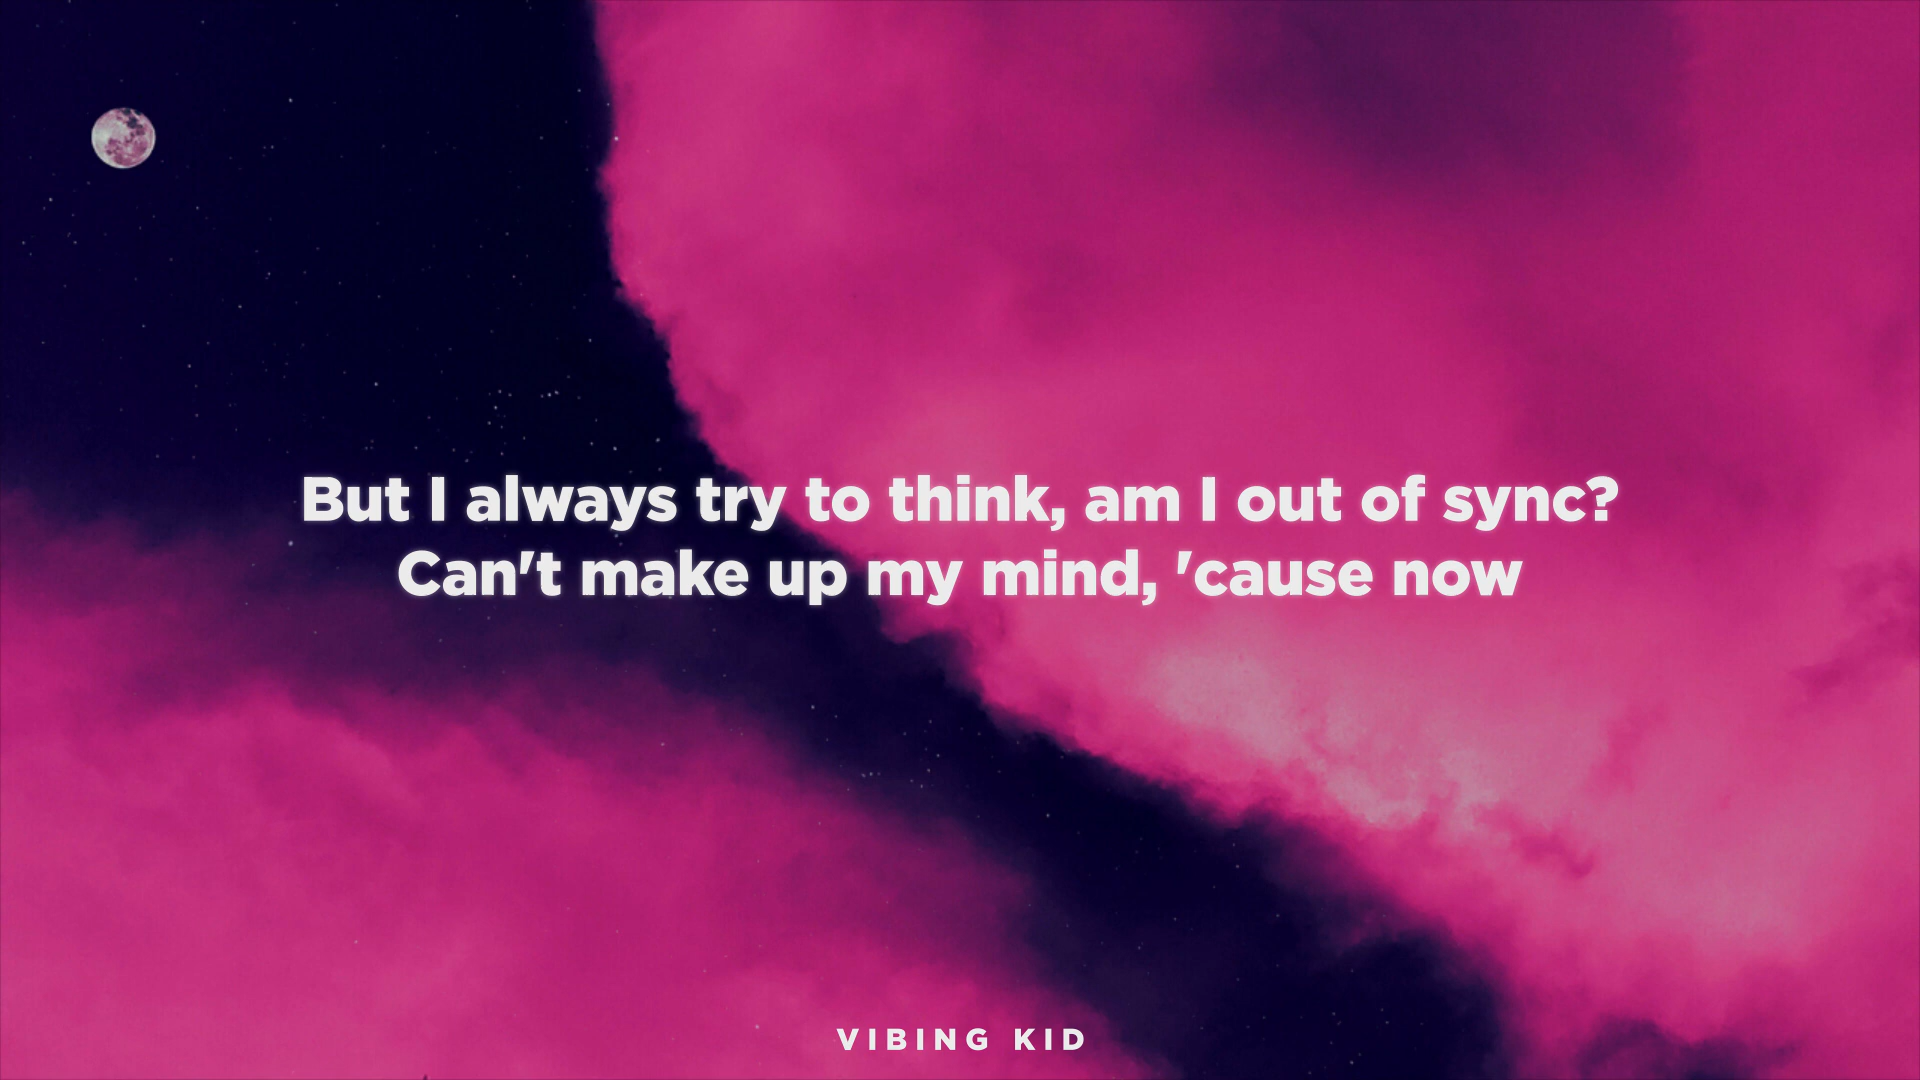 But I always try to think, am I out of sync?
Can't make up my mind, 'cause now
VIBING KID